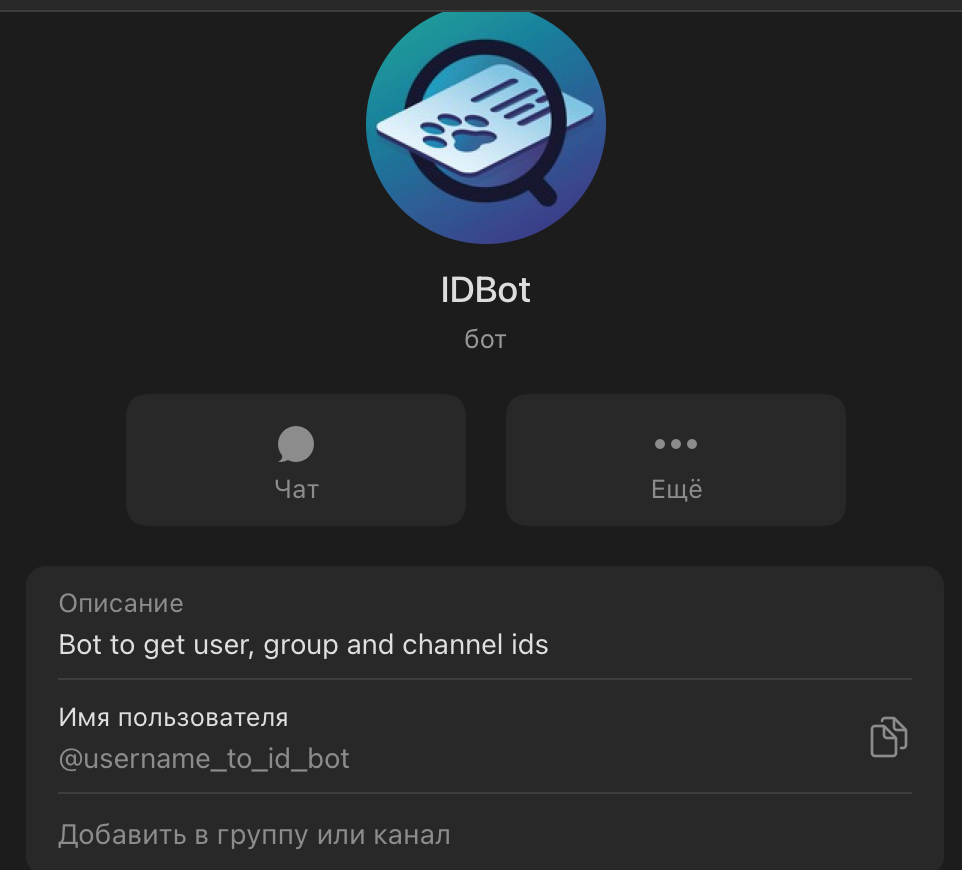 IDBot
бот
Чат
Ещё
Описание
Bot to get user, group and channel ids
Имя пользователя
@username_to_id_bot
Добавить в группу или канал